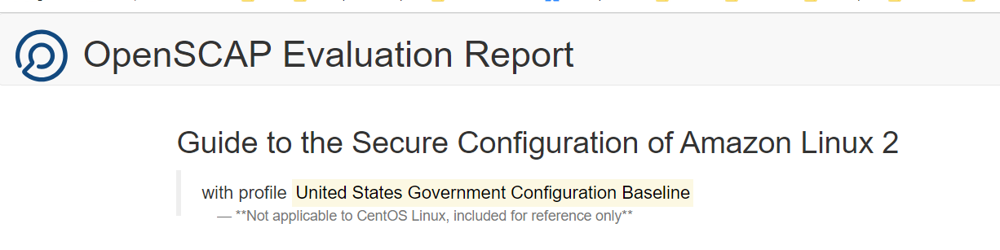 OpenSCAP Evaluation Report
Guide to the Secure Configuration of Amazon Linux 2
with profile United States Government Configuration Baseline
— **Not applicable to CentOS Linux, included for reference only**